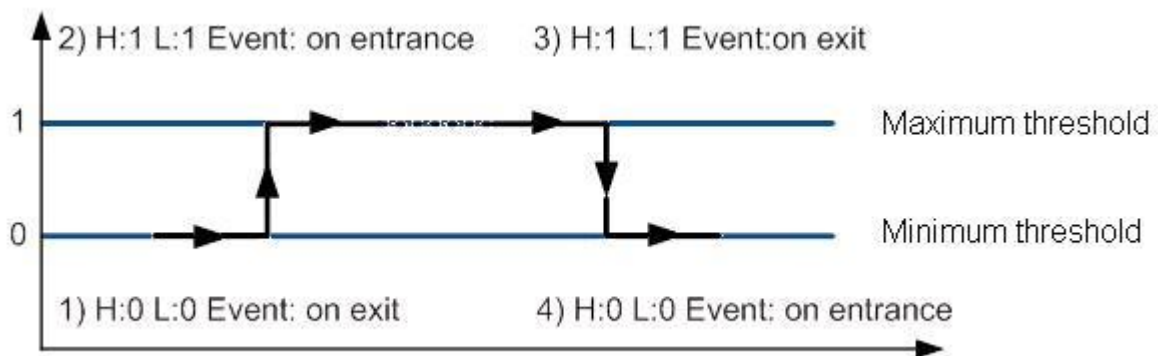 2) H:1 L:1 Event: on entrance
3) H:1 L:1 Event:on exit
1
Maximum threshold
0
Minimum threshold
1) H:0 L:0 Event: on exit
4) H:0 L:0 Event: on entrance